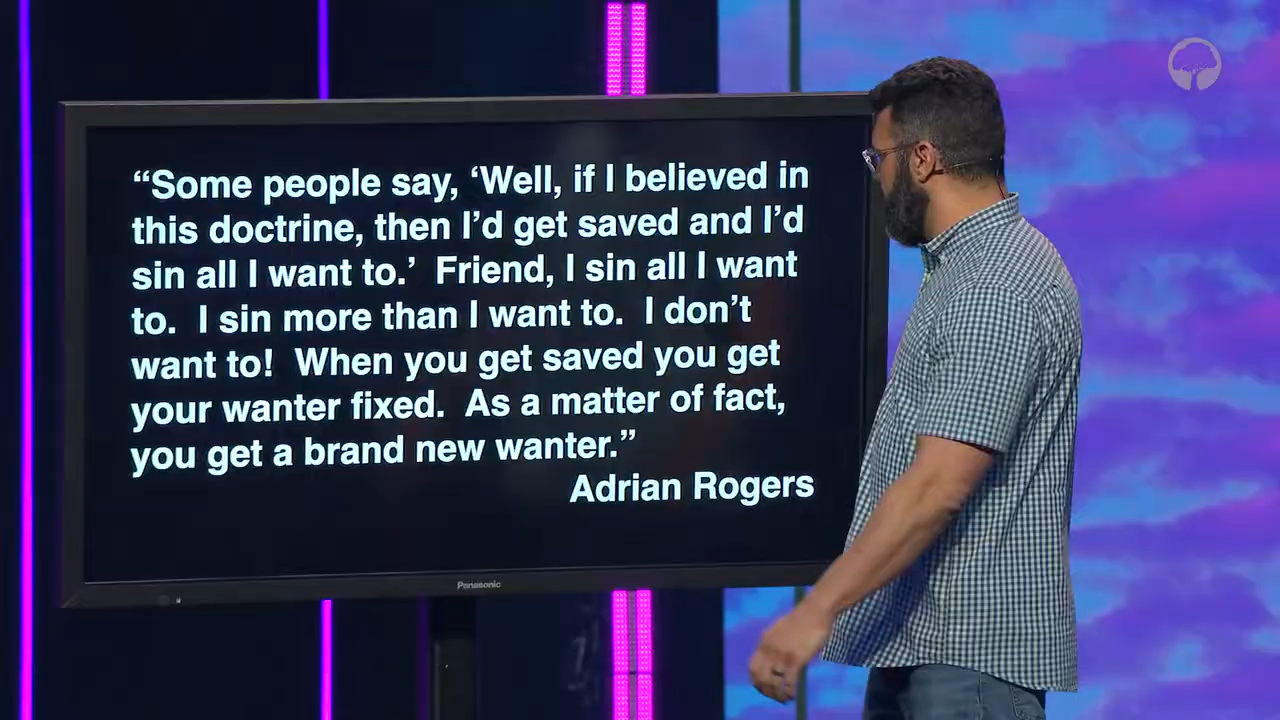 “Some people say, ‘Well, if I believed in
this doctrine, then I’d get saved and I’d
sin all I want to.’  Friend, I sin all I want
to.  I sin more than I want to.  I don’t
want to!  When you get saved you get
your wanter fixed.  As a matter of fact,
you get a brand new wanter.”
Adrian Rogers
Panasonic